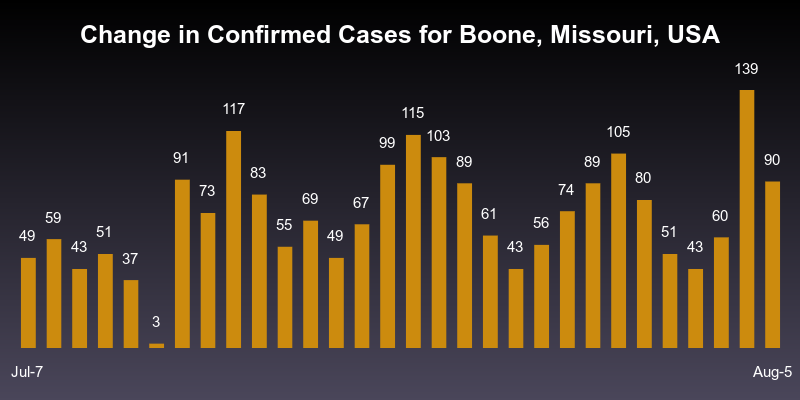 Change in Confirmed Cases for Boone, Missouri, USA
49 59 43 51 37 3 91 73 117 83 55 69 49 67 99 115 103 89 61 43 56 74 89 105 80 51 43 60 139 90
Jul-7 Aug-5